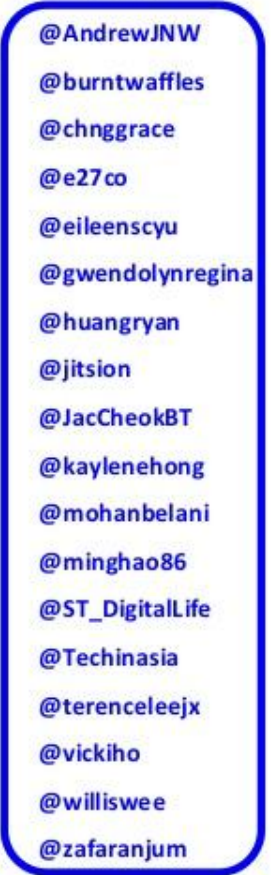 @AndrewJNW
@burntwaffles
@chnggrace
@e27co
@eileenscyu
@gwendolynregina
@huangryan
@jitsion
@JacCheokBT
@kaylenehong
@mohanbelani
@minghao86
@ST_DigitalLife
@Techinasia
@terenceleejx
@vickiho
@williswee
@zafaranjum